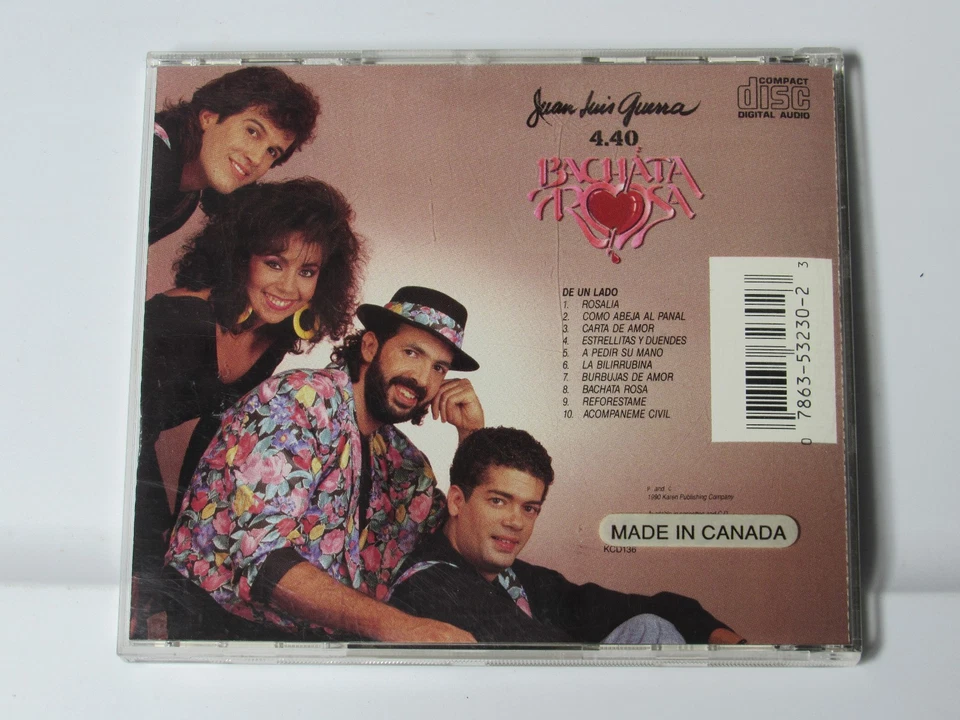 Juan Luis Guerra
4.40
BACHATA
ROSA
COMPACT
disc
DIGITAL AUDIO
DE UN LADO
1. ROSALIA
2. COMO ABEJA AL PANAL
3. CARTA DE AMOR
4. ESTRELLITAS Y DUENDES
5. A PEDIR SU MANO
6. LA BILIRRUBINA
7. BURBUJAS DE AMOR
8. BACHATA ROSA
9. REFORESTAME
10. ACOMPANEME CIVIL
0 7863-53230-2 3
P and C
1990 Karen Publishing Company
MADE IN CANADA
KCD136